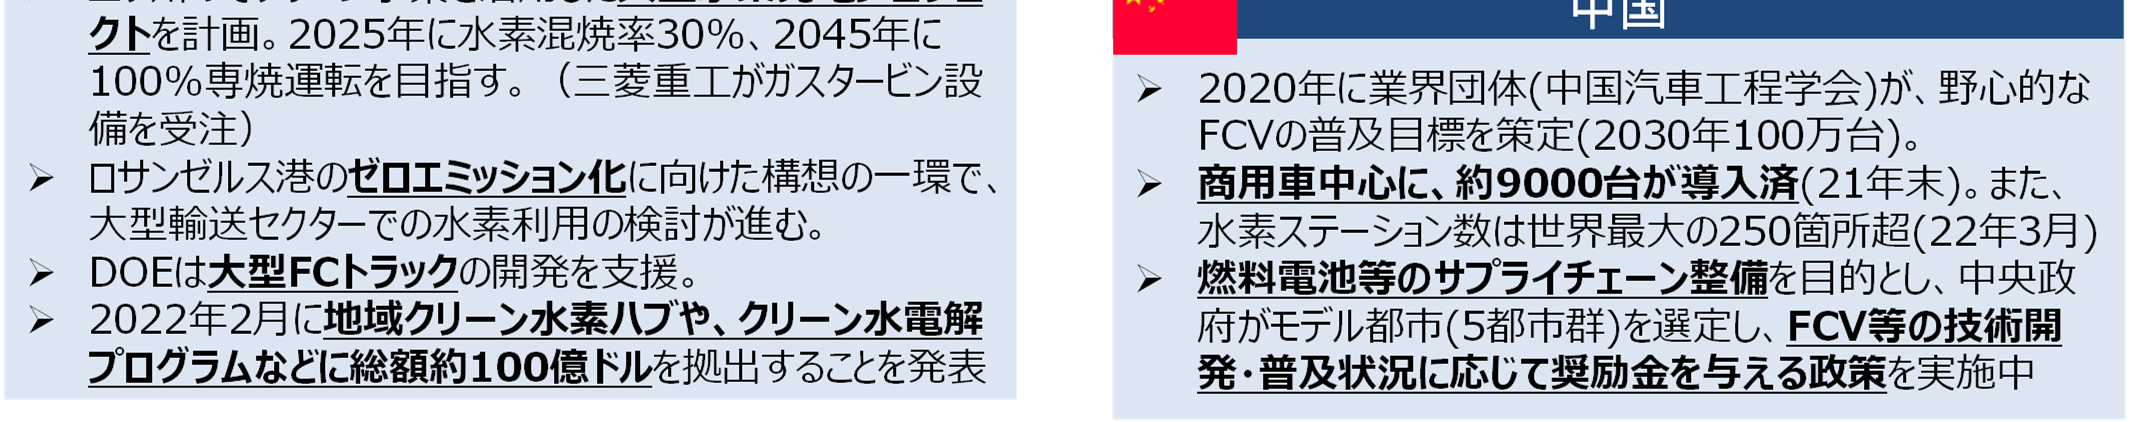 クトを計画。2025年に水素混焼率30%、2045年に
100%専焼運転を目指す。（三菱重工がガスタービン設
備を受注）
➢ ロサンゼルス港のゼロエミッション化に向けた構想の一環で、
大型輸送セクターでの水素利用の検討が進む。
➢ DOEは大型FCトラックの開発を支援。
➢ 2022年2月に地域クリーン水素ハブや、クリーン水電解
プログラムなどに総額約100億ドルを拠出することを発表
中国
➢ 2020年に業界団体(中国汽車工程学会)が、野心的な
FCVの普及目標を策定(2030年100万台)。
➢ 商用車中心に、約9000台が導入済(21年末)。また、
水素ステーション数は世界最大の250箇所超(22年3月)
➢ 燃料電池等のサプライチェーン整備を目的とし、中央政
府がモデル都市(5都市群)を選定し、FCV等の技術開
発・普及状況に応じて奨励金を与える政策を実施中